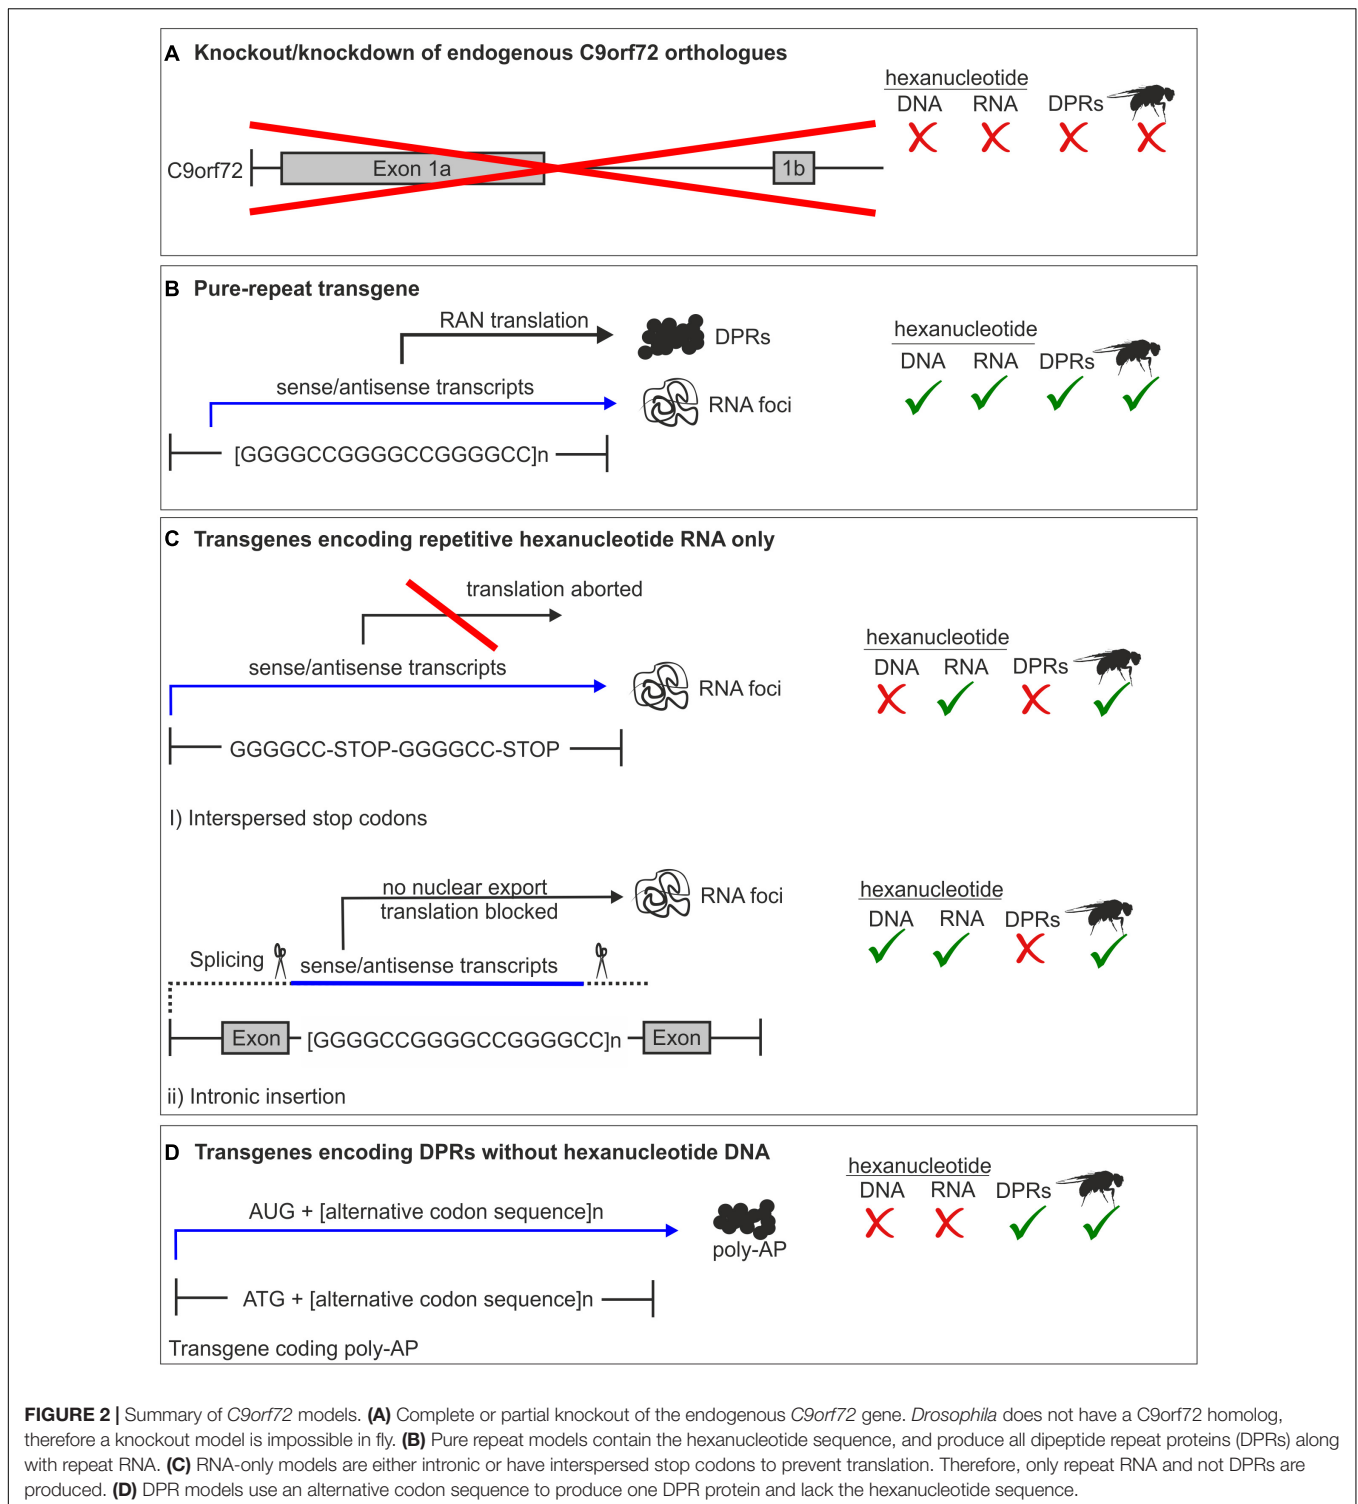 A Knockout/knockdown of endogenous C9orf72 orthologues
hexanucleotide
DNA RNA DPRs
C9orf72 Exon 1a 1b
B Pure-repeat transgene
RAN translation
DPRs
sense/antisense transcripts
RNA foci
[GGGGCCGGGGCCGGGGCC]n
hexanucleotide
DNA RNA DPRs
C Transgenes encoding repetitive hexanucleotide RNA only
translation aborted
sense/antisense transcripts
RNA foci
GGGGCC-STOP-GGGGCC-STOP
hexanucleotide
DNA RNA DPRs
I) Interspersed stop codons
no nuclear export
translation blocked
RNA foci
Splicing sense/antisense transcripts
Exon [GGGGCCGGGGCCGGGGCC]n Exon
hexanucleotide
DNA RNA DPRs
ii) Intronic insertion
D Transgenes encoding DPRs without hexanucleotide DNA
hexanucleotide
DNA RNA DPRs
AUG + [alternative codon sequence]n
poly-AP
ATG + [alternative codon sequence]n
Transgene coding poly-AP
FIGURE 2 | Summary of C9orf72 models. (A) Complete or partial knockout of the endogenous C9orf72 gene. Drosophila does not have a C9orf72 homolog,
therefore a knockout model is impossible in fly. (B) Pure repeat models contain the hexanucleotide sequence, and produce all dipeptide repeat proteins (DPRs) along
with repeat RNA. (C) RNA-only models are either intronic or have interspersed stop codons to prevent translation. Therefore, only repeat RNA and not DPRs are
produced. (D) DPR models use an alternative codon sequence to produce one DPR protein and lack the hexanucleotide sequence.